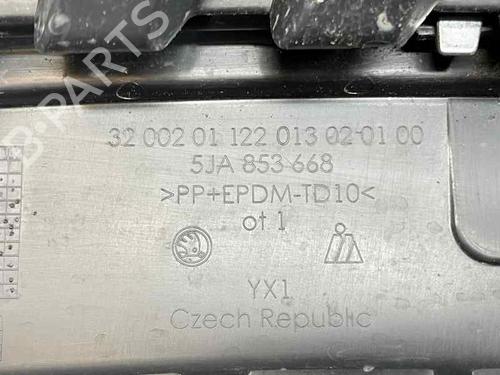 32 002 01 122 013 02 01 00
5JA 853 668
>PP+EPDM-TD10<
ot 1
YX1
Czech Republic
B-PARTS